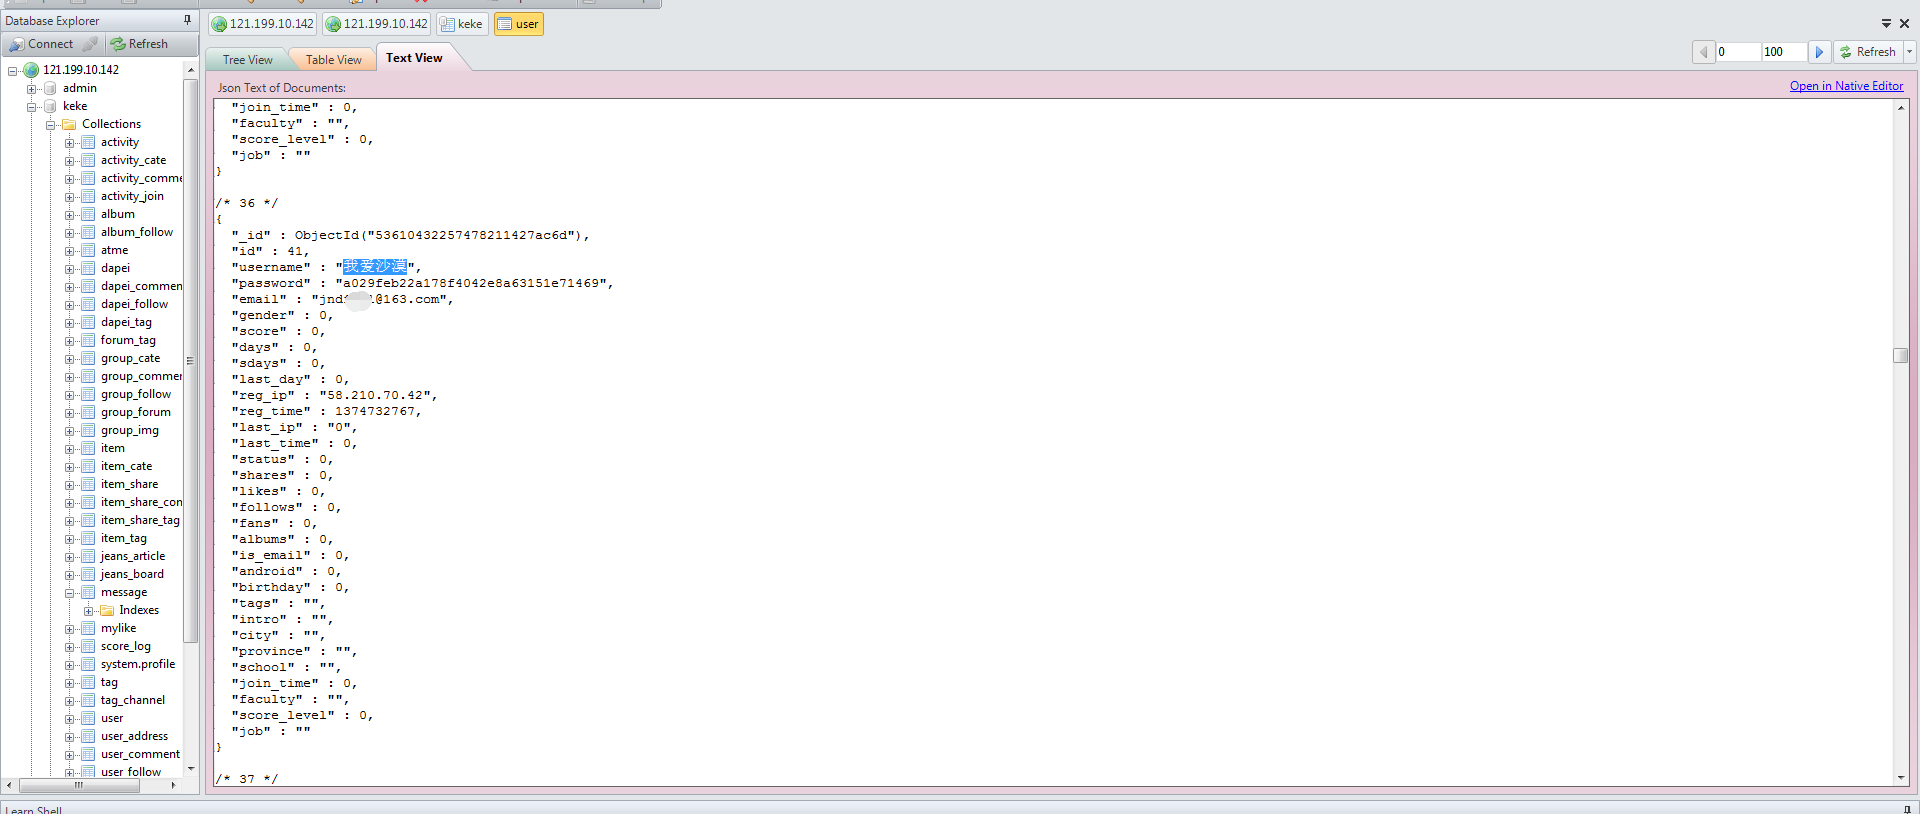 Database Explorer
Connect
Refresh
121.199.10.142
admin
keke
Collections
activity
activity_cate
activity_comme
activity_join
album
album_follow
atme
dapei
dapei_commen
dapei_follow
dapei_tag
forum_tag
group_cate
group_commer
group_follow
group_forum
group_img
item
item_cate
item_share
item_share_con
item_share_tag
item_tag
jeans_article
jeans_board
message
Indexes
mylike
score_log
system.profile
tag
tag_channel
user
user_address
user_comment
user_follow
121.199.10.142
121.199.10.142
keke
user
Tree View
Table View
Text View
0
100
Refresh
Json Text of Documents:
Open in Native Editor
"join_time" : 0,
"faculty" : "",
"score_level" : 0,
"job" : ""
}
/* 36 */
{
"_id" : ObjectId("53610432257478211427ac6d"),
"id" : 41,
"username" : "我爱沙漠",
"password" : "a029feb22a178f4042e8a63151e71469",
"email" : "jnd @163.com",
"gender" : 0,
"score" : 0,
"days" : 0,
"sdays" : 0,
"last_day" : 0,
"reg_ip" : "58.210.70.42",
"reg_time" : 1374732767,
"last_ip" : "0",
"last_time" : 0,
"status" : 0,
"shares" : 0,
"likes" : 0,
"follows" : 0,
"fans" : 0,
"albums" : 0,
"is_email" : 0,
"android" : 0,
"birthday" : 0,
"tags" : "",
"intro" : "",
"city" : "",
"province" : "",
"school" : "",
"join_time" : 0,
"faculty" : "",
"score_level" : 0,
"job" : ""
}
/* 37 */
Learn Shell